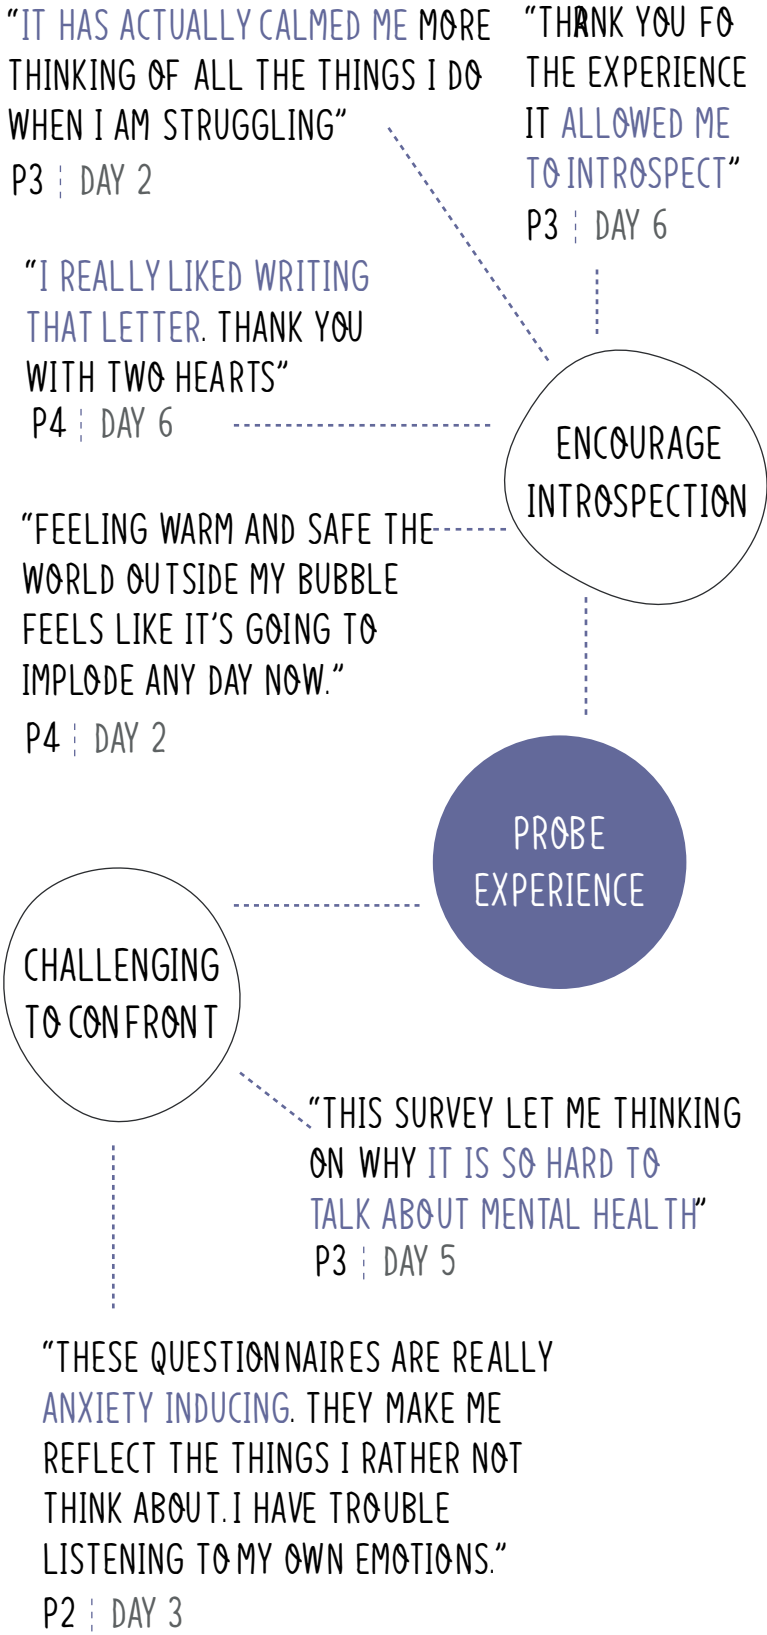 “IT HAS ACTUALLY CALMED ME MORE
THINKING OF ALL THE THINGS I DO
WHEN I AM STRUGGLING”
P3 ¦ DAY 2
“THANK YOU FO
THE EXPERIENCE
IT ALLOWED ME
TO INTROSPECT”
P3 ¦ DAY 6
“I REALLY LIKED WRITING
THAT LETTER. THANK YOU
WITH TWO HEARTS”
P4 ¦ DAY 6
ENCOURAGE
INTROSPECTION
“FEELING WARM AND SAFE THE
WORLD OUTSIDE MY BUBBLE
FEELS LIKE IT’S GOING TO
IMPLODE ANY DAY NOW.”
P4 ¦ DAY 2
PROBE
EXPERIENCE
CHALLENGING
TO CONFRONT
“THIS SURVEY LET ME THINKING
ON WHY IT IS SO HARD TO
TALK ABOUT MENTAL HEALTH”
P3 ¦ DAY 5
“THESE QUESTIONNAIRES ARE REALLY
ANXIETY INDUCING. THEY MAKE ME
REFLECT THE THINGS I RATHER NOT
THINK ABOUT. I HAVE TROUBLE
LISTENING TO MY OWN EMOTIONS.”
P2 ¦ DAY 3